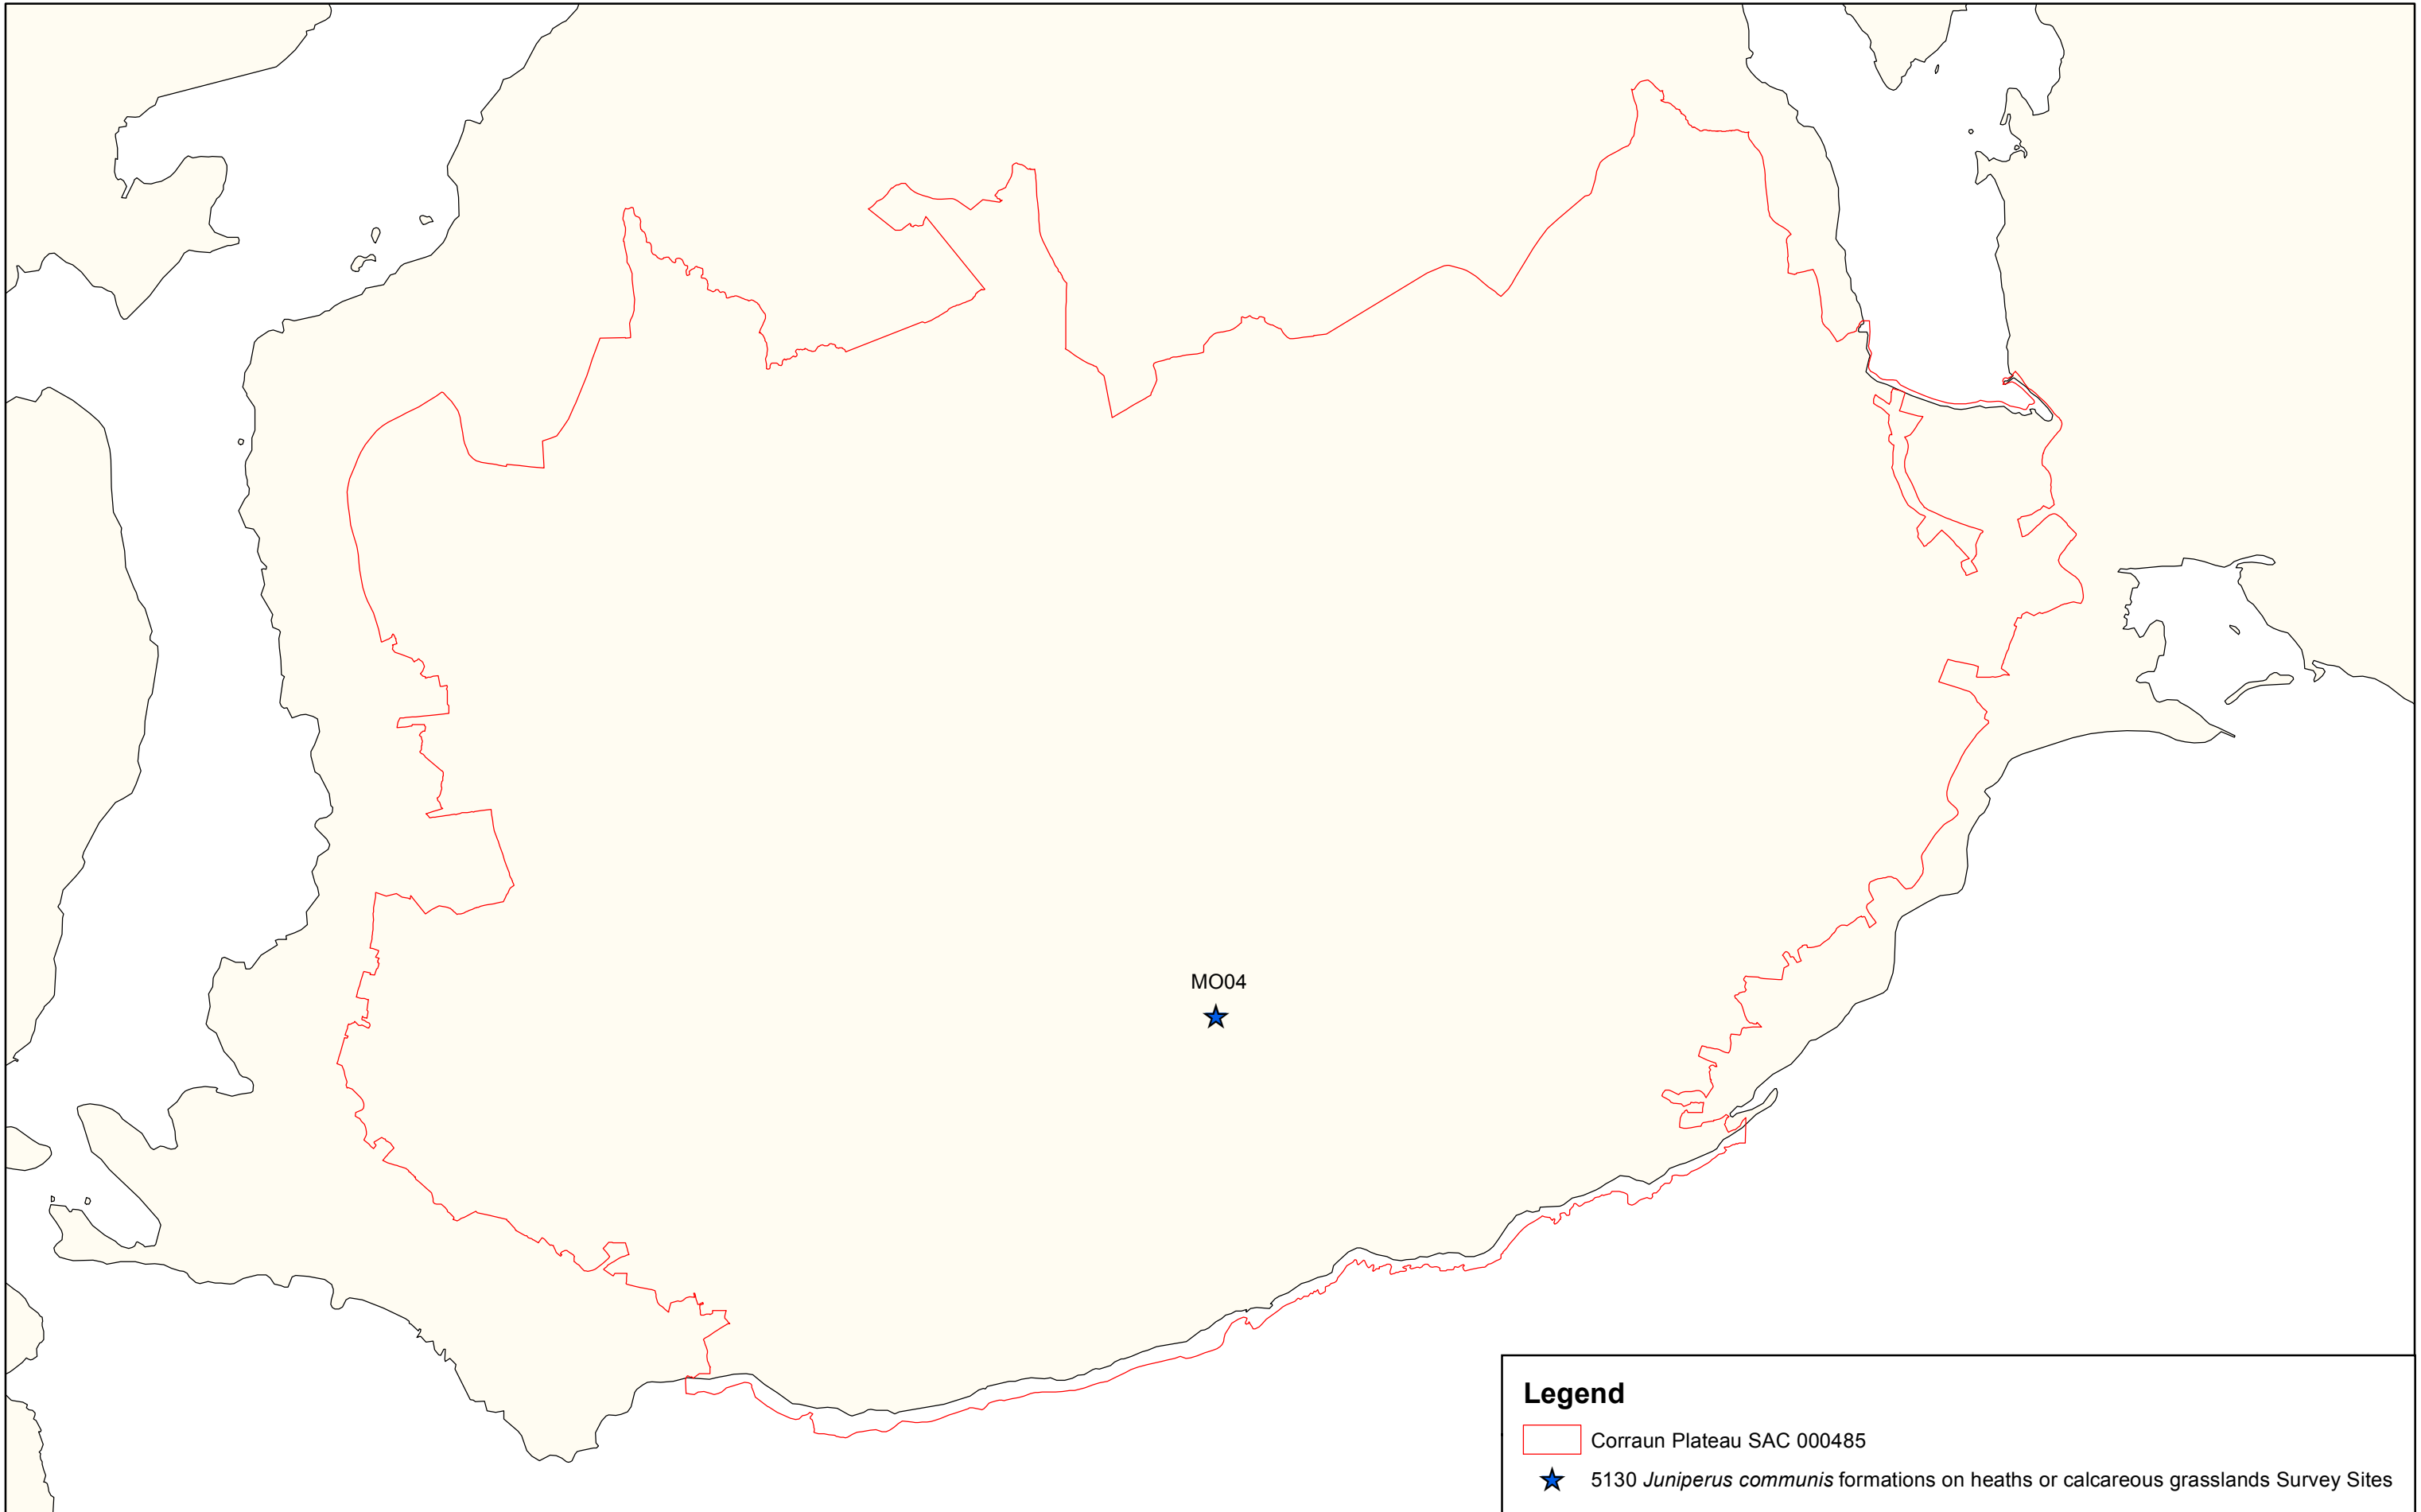 MO04
Legend
Corraun Plateau SAC 000485
5130 Juniperus communis formations on heaths or calcareous grasslands Survey Sites